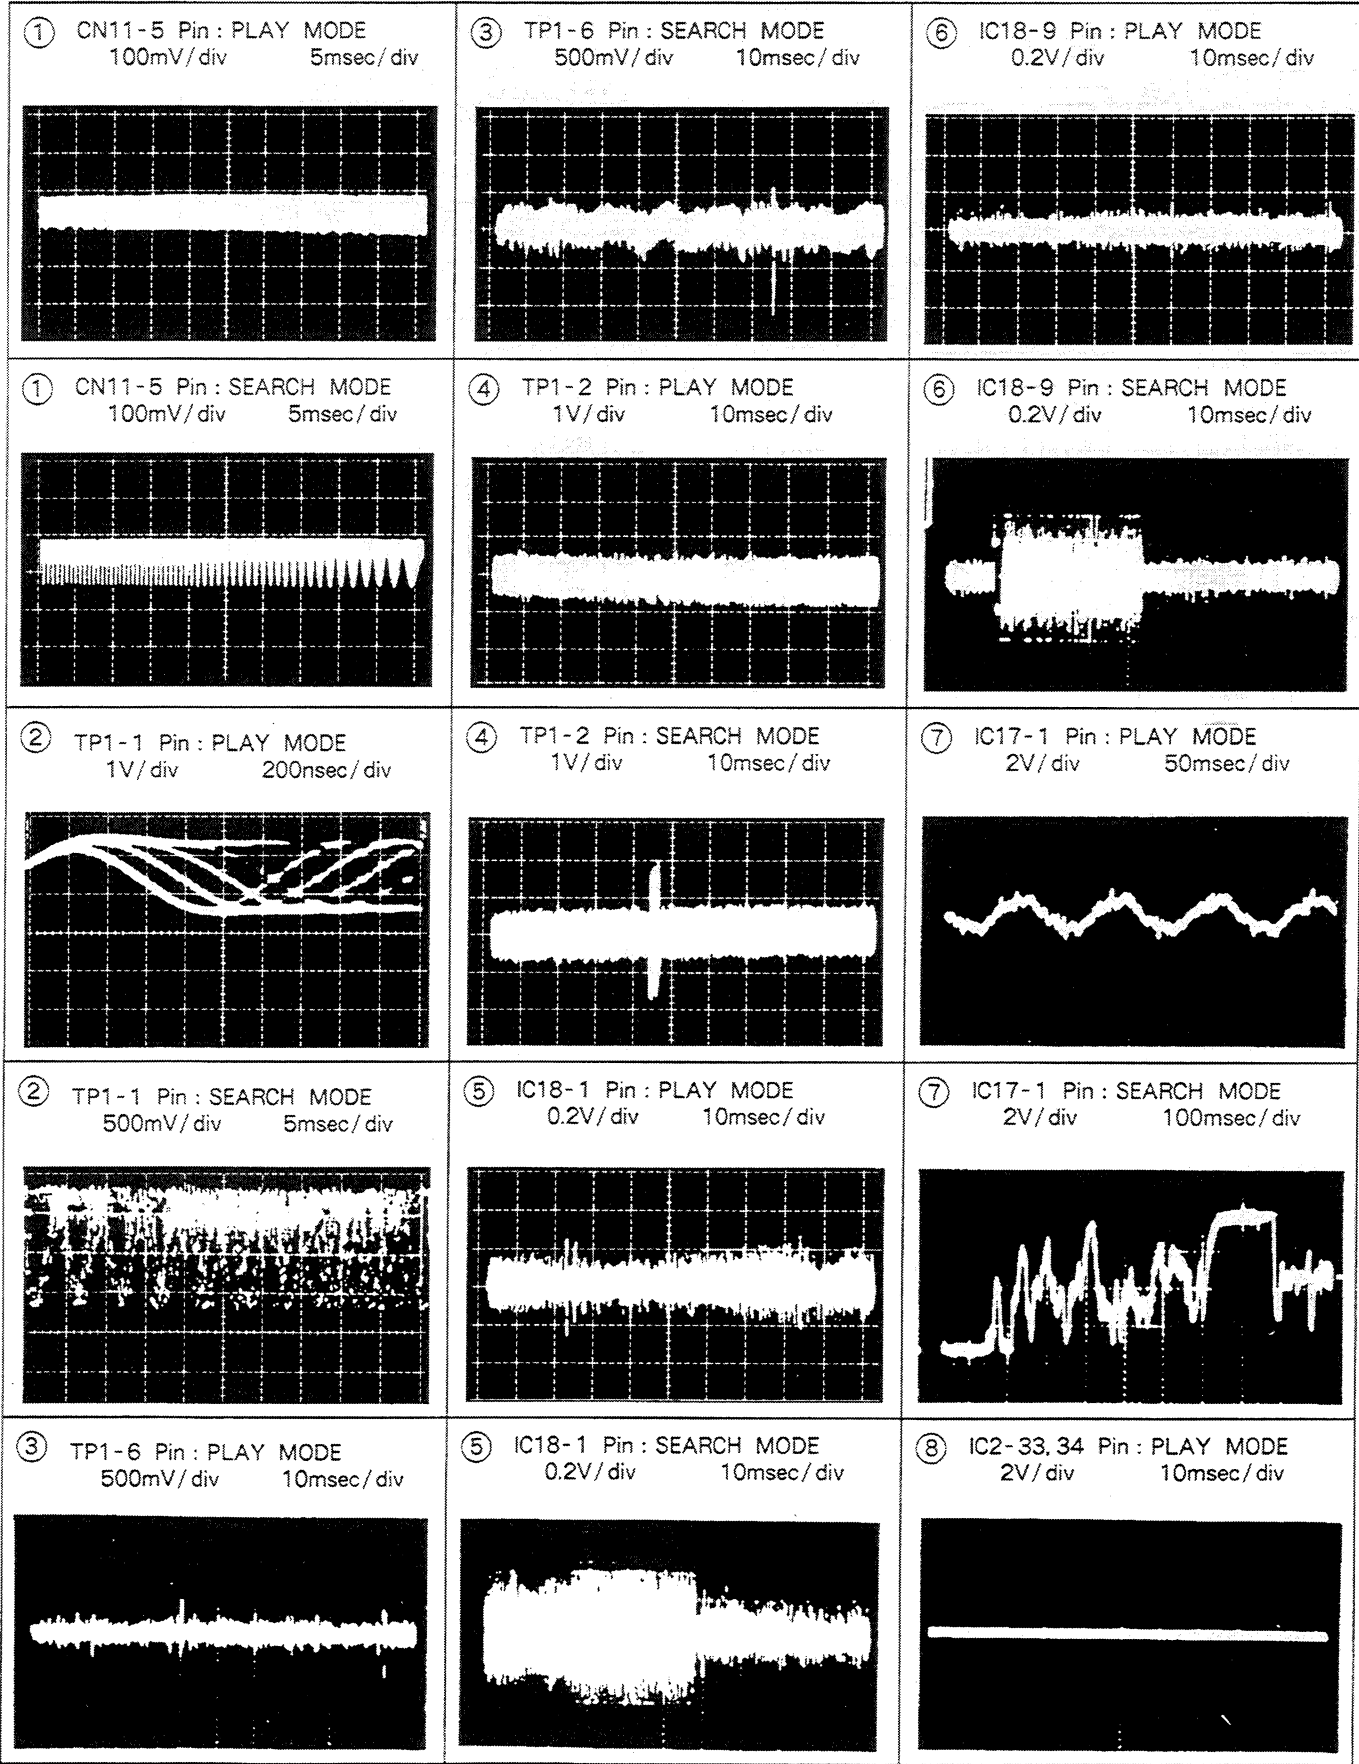 ① CN11-5 Pin : PLAY MODE
100mV/div 5msec/div
① CN11-5 Pin : SEARCH MODE
100mV/div 5msec/div
② TP1-1 Pin : PLAY MODE
1V/div 200nsec/div
② TP1-1 Pin : SEARCH MODE
500mV/div 5msec/div
③ TP1-6 Pin : PLAY MODE
500mV/div 10msec/div
③ TP1-6 Pin : SEARCH MODE
500mV/div 10msec/div
④ TP1-2 Pin : PLAY MODE
1V/div 10msec/div
④ TP1-2 Pin : SEARCH MODE
1V/div 10msec/div
⑤ IC18-1 Pin : PLAY MODE
0.2V/div 10msec/div
⑤ IC18-1 Pin : SEARCH MODE
0.2V/div 10msec/div
⑥ IC18-9 Pin : PLAY MODE
0.2V/div 10msec/div
⑥ IC18-9 Pin : SEARCH MODE
0.2V/div 10msec/div
⑦ IC17-1 Pin : PLAY MODE
2V/div 50msec/div
⑦ IC17-1 Pin : SEARCH MODE
2V/div 100msec/div
⑧ IC2-33,34 Pin : PLAY MODE
2V/div 10msec/div